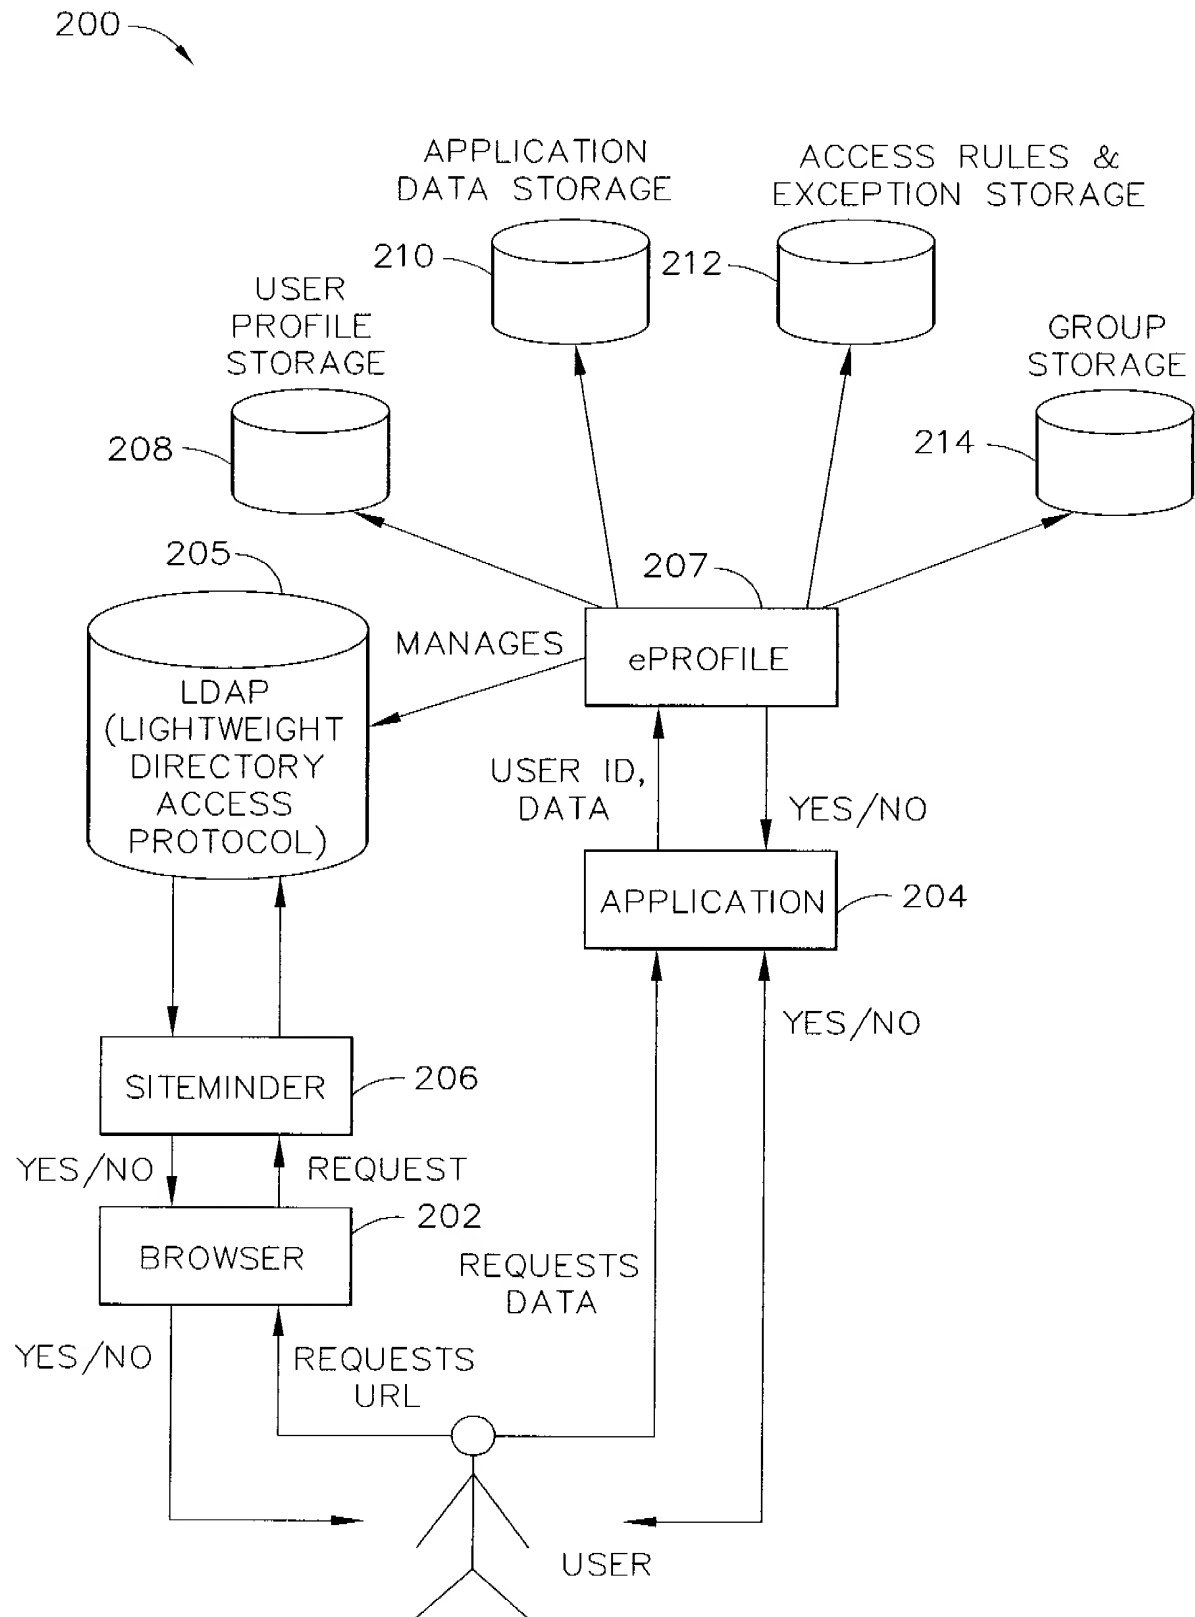 200
APPLICATION
DATA STORAGE
ACCESS RULES &
EXCEPTION STORAGE
210
212
USER
PROFILE
STORAGE
GROUP
STORAGE
208
214
205
207
MANAGES
ePROFILE
LDAP
(LIGHTWEIGHT
DIRECTORY
ACCESS
PROTOCOL)
USER ID,
DATA
YES/NO
APPLICATION
204
YES/NO
SITEMINDER
206
YES/NO
REQUEST
202
BROWSER
REQUESTS
DATA
YES/NO
REQUESTS
URL
USER